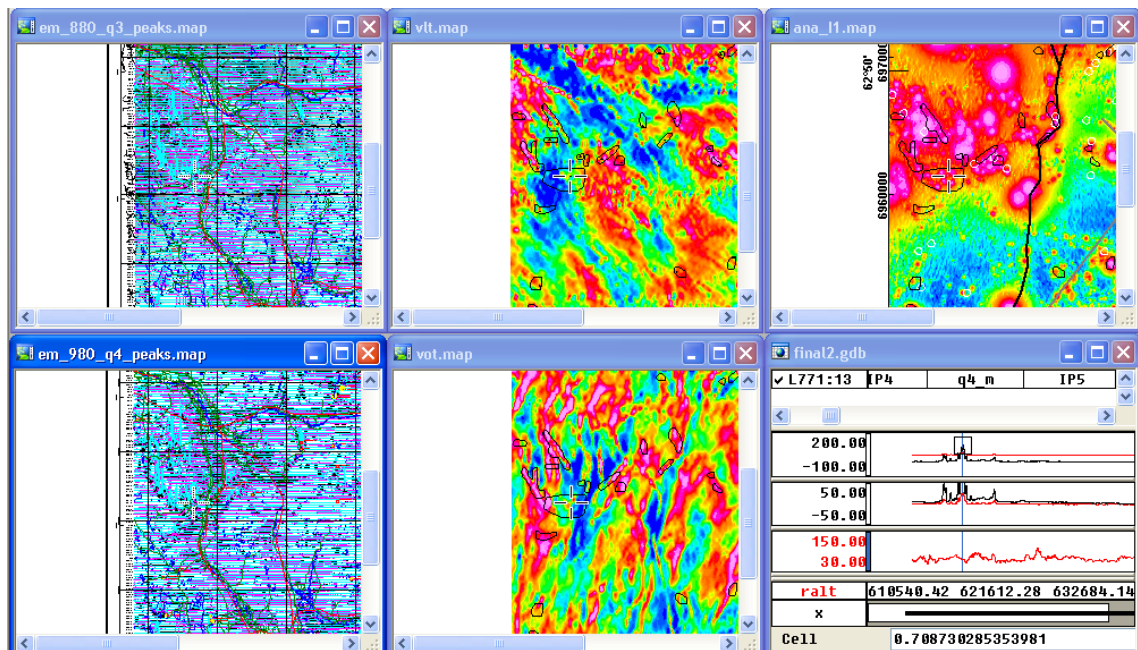 em_880_q3_peaks.map
vlt.map
ana_l1.map
62°50'
697000
6960000
em_980_q4_peaks.map
vot.map
final2.gdb
L771:13 IP4 q4_m IP5
200.00
-100.00
50.00
-50.00
150.00
30.00
ralt 610540.42 621612.28 632684.14
x
Cell 0.708730285353981